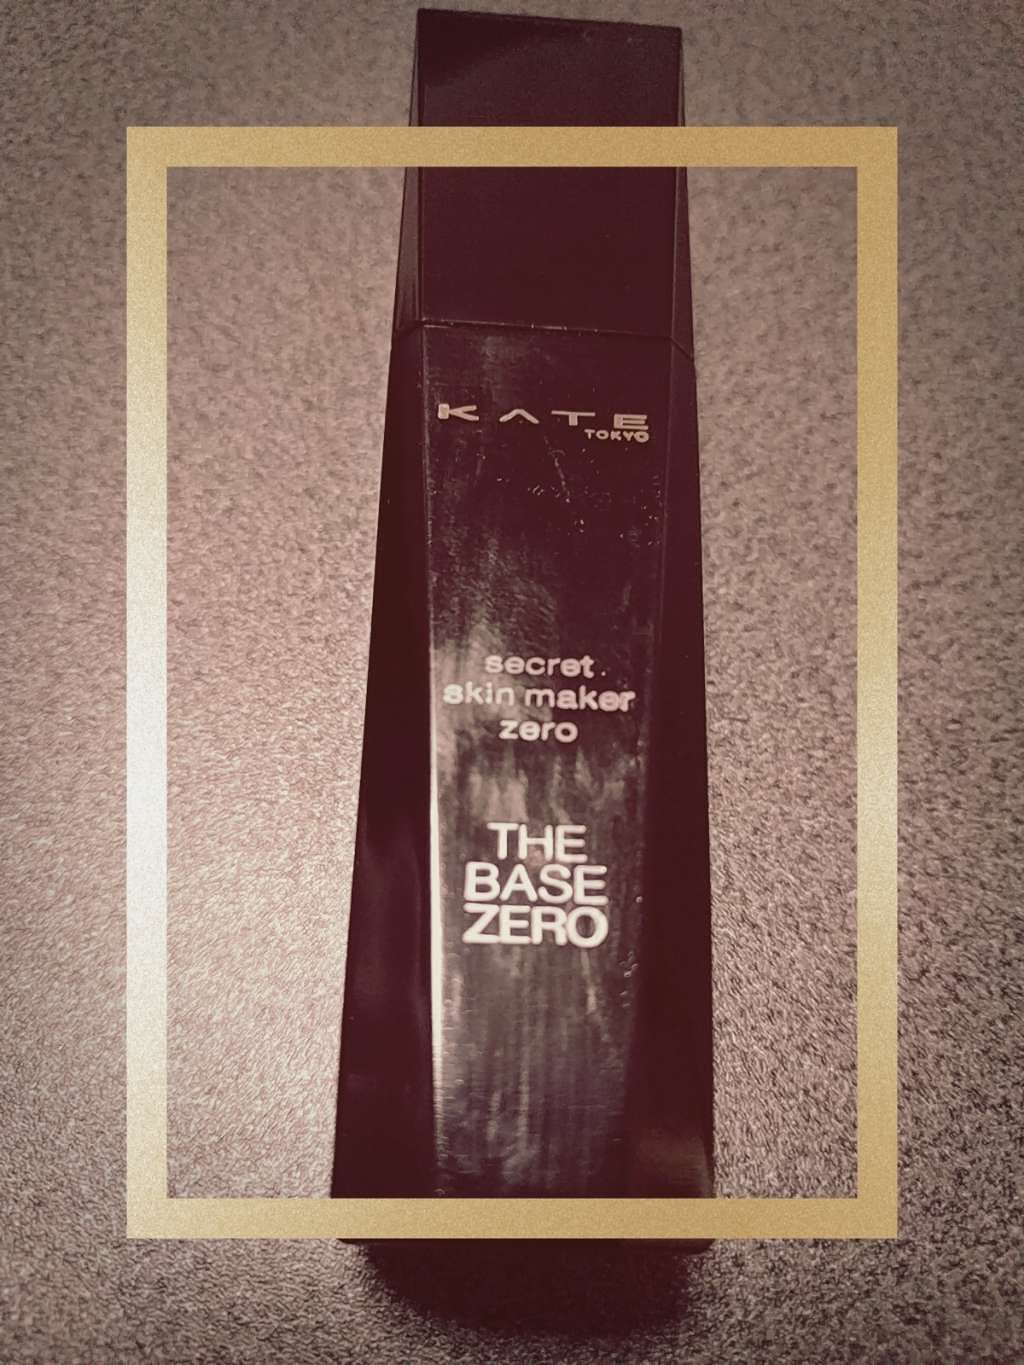 KATE
TOKYO
secret
skin maker
zero
THE
BASE
ZERO